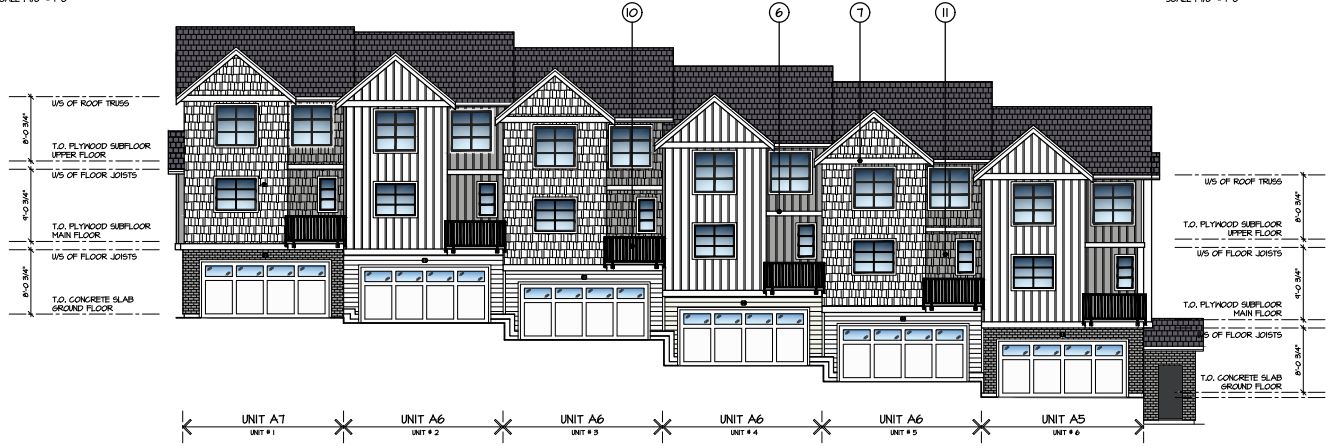 10
6
7
11
U/S OF ROOF TRUSS
8'-0 3/4"
T.O. PLYWOOD SUBFLOOR
UPPER FLOOR
U/S OF FLOOR JOISTS
9'-0 3/4"
T.O. PLYWOOD SUBFLOOR
MAIN FLOOR
U/S OF FLOOR JOISTS
8'-0 3/4"
T.O. CONCRETE SLAB
GROUND FLOOR
U/S OF ROOF TRUSS
8'-0 3/4"
T.O. PLYWOOD SUBFLOOR
UPPER FLOOR
U/S OF FLOOR JOISTS
9'-0 3/4"
T.O. PLYWOOD SUBFLOOR
MAIN FLOOR
U/S OF FLOOR JOISTS
8'-0 3/4"
T.O. CONCRETE SLAB
GROUND FLOOR
UNIT A7
UNIT # 1
UNIT A6
UNIT # 2
UNIT A6
UNIT # 3
UNIT A6
UNIT # 4
UNIT A6
UNIT # 5
UNIT A5
UNIT # 6